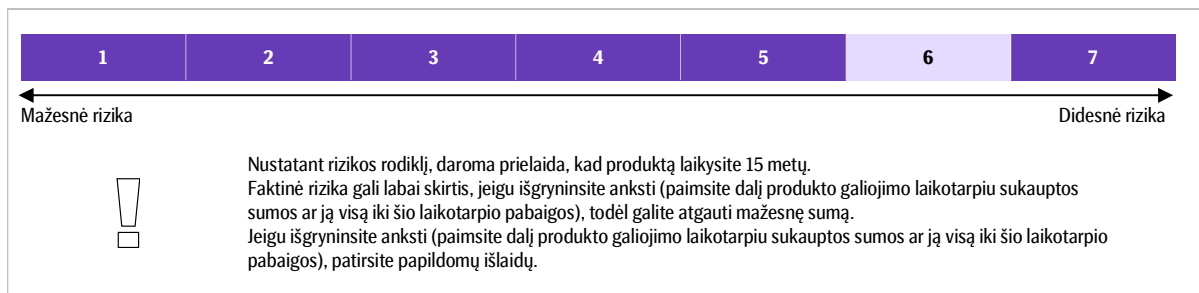 1 2 3 4 5 6 7
Mažesnė rizika Didesnė rizika
Nustatant rizikos rodiklį, daroma prielaida, kad produktą laikysite 15 metų.
Faktinė rizika gali labai skirtis, jeigu išgryninsite anksti (paimsite dalį produkto galiojimo laikotarpiu sukauptos
sumos ar ją visą iki šio laikotarpio pabaigos), todėl galite atgauti mažesnę sumą.
Jeigu išgryninsite anksti (paimsite dalį produkto galiojimo laikotarpiu sukauptos sumos ar ją visą iki šio laikotarpio
pabaigos), patirsite papildomų išlaidų.